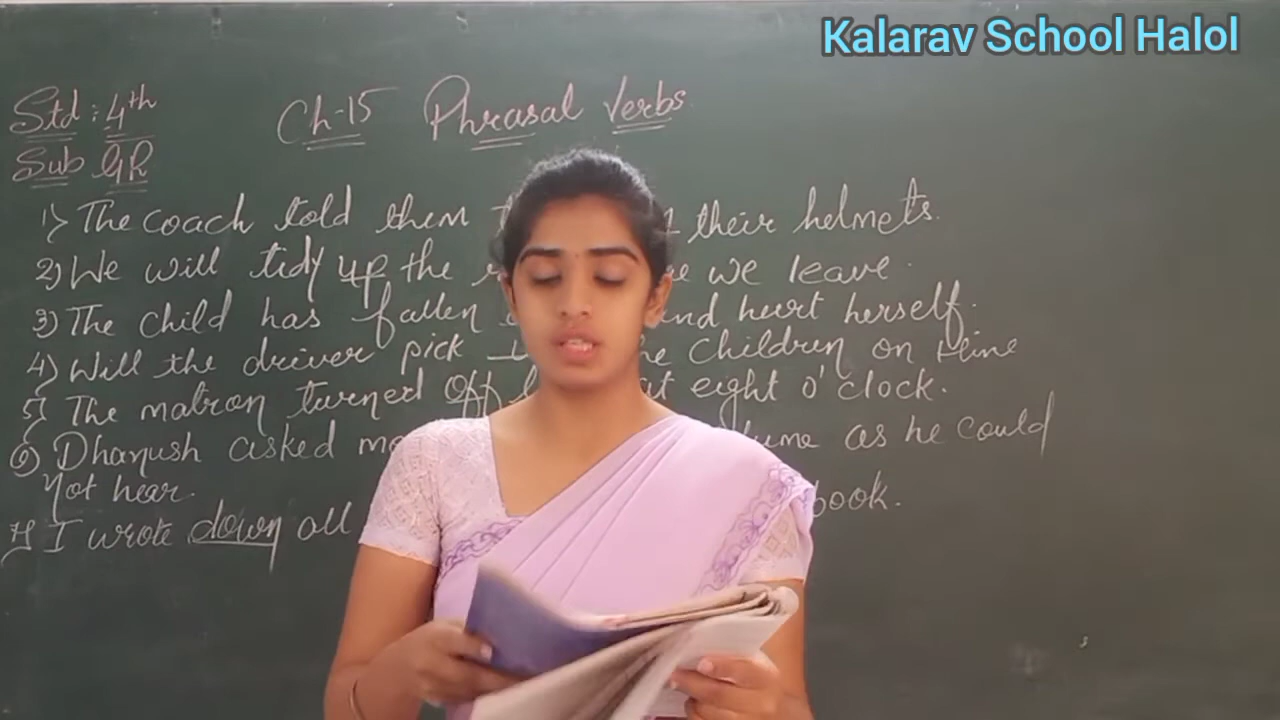 Kalarav School Halol
Std : 4th
Ch-15 Phrasal Verbs
Sub GR
1) The coach told them their helmets.
2) We will tidy up the we leave.
3) The child has fallen and hurt herself.
4) Will the driver pick children on time
5) The matron turned off at eight o'clock.
6) Dhanush asked as he could
not hear.
7) I wrote down all book.